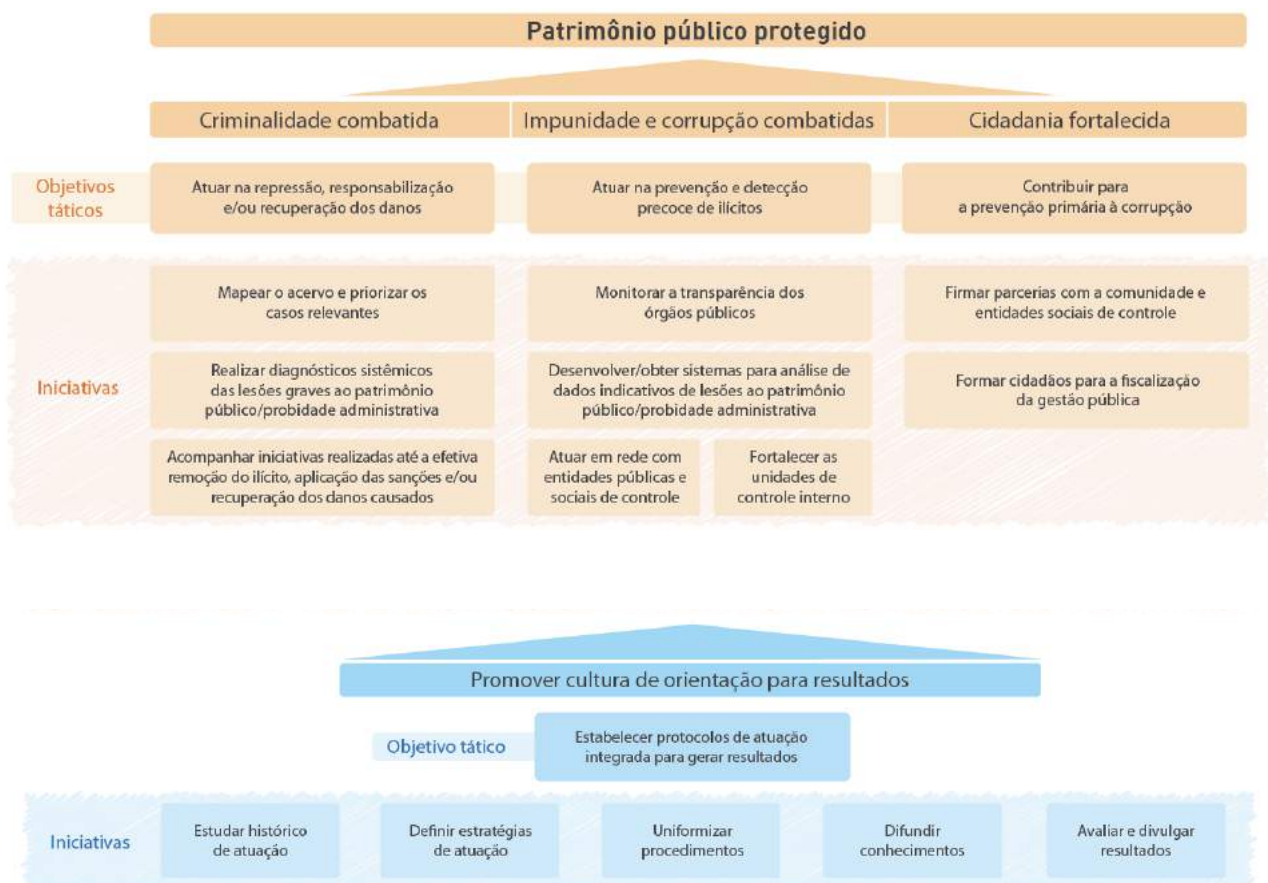 Patrimônio público protegido
Criminalidade combatida
Impunidade e corrupção combatidas
Cidadania fortalecida
Objetivos
táticos
Atuar na repressão, responsabilização
e/ou recuperação dos danos
Atuar na prevenção e detecção
precoce de ilícitos
Contribuir para
a prevenção primária à corrupção
Iniciativas
Mapear o acervo e priorizar os
casos relevantes
Monitorar a transparência dos
órgãos públicos
Firmar parcerias com a comunidade e
entidades sociais de controle
Realizar diagnósticos sistêmicos
das lesões graves ao patrimônio
público/probidade administrativa
Desenvolver/obter sistemas para análise de
dados indicativos de lesões ao patrimônio
público/probidade administrativa
Formar cidadãos para a fiscalização
da gestão pública
Acompanhar iniciativas realizadas até a efetiva
remoção do ilícito, aplicação das sanções e/ou
recuperação dos danos causados
Atuar em rede com
entidades públicas e
sociais de controle
Fortalecer as
unidades de
controle interno
Promover cultura de orientação para resultados
Objetivo tático
Estabelecer protocolos de atuação
integrada para gerar resultados
Iniciativas
Estudar histórico
de atuação
Definir estratégias
de atuação
Uniformizar
procedimentos
Difundir
conhecimentos
Avaliar e divulgar
resultados